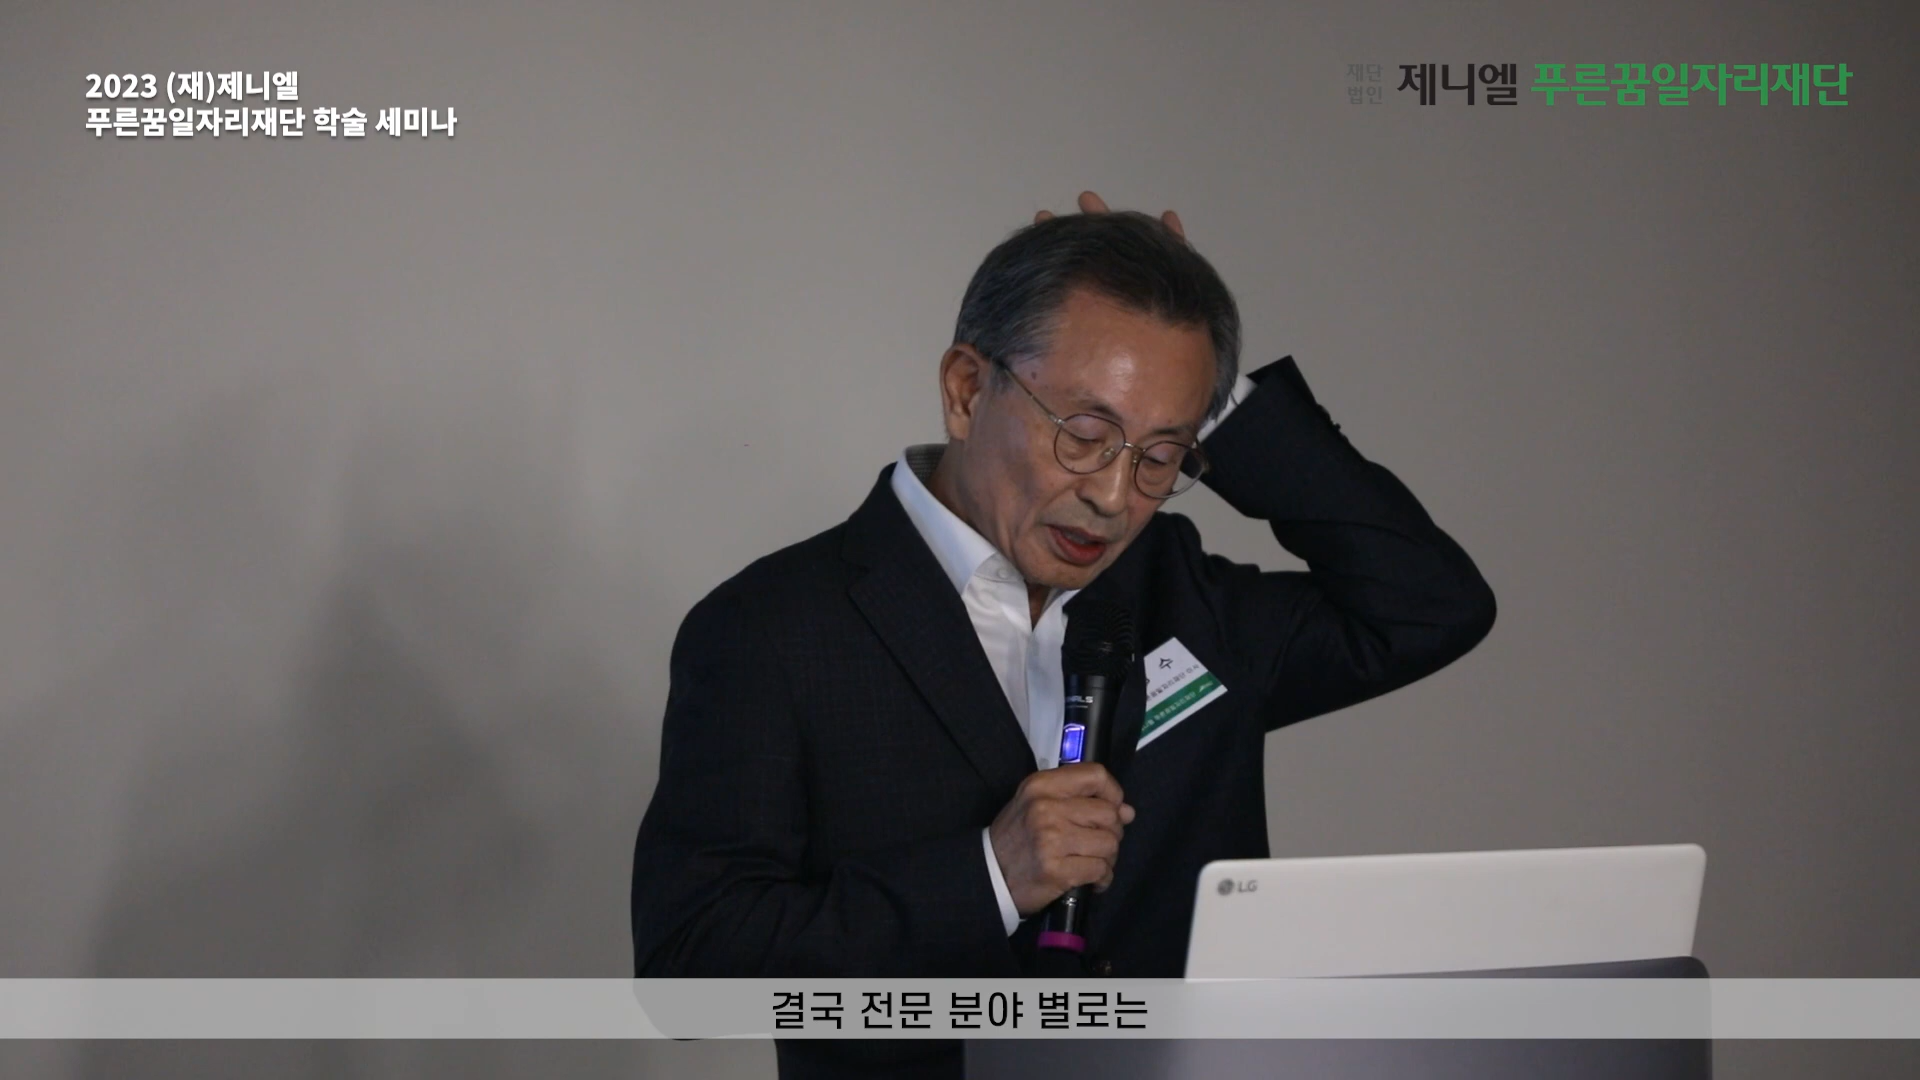 2023 (재)제니엘
푸른꿈일자리재단 학술 세미나
재단
법인
제니엘 푸른꿈일자리재단
수
LG
결국 전문 분야 별로는